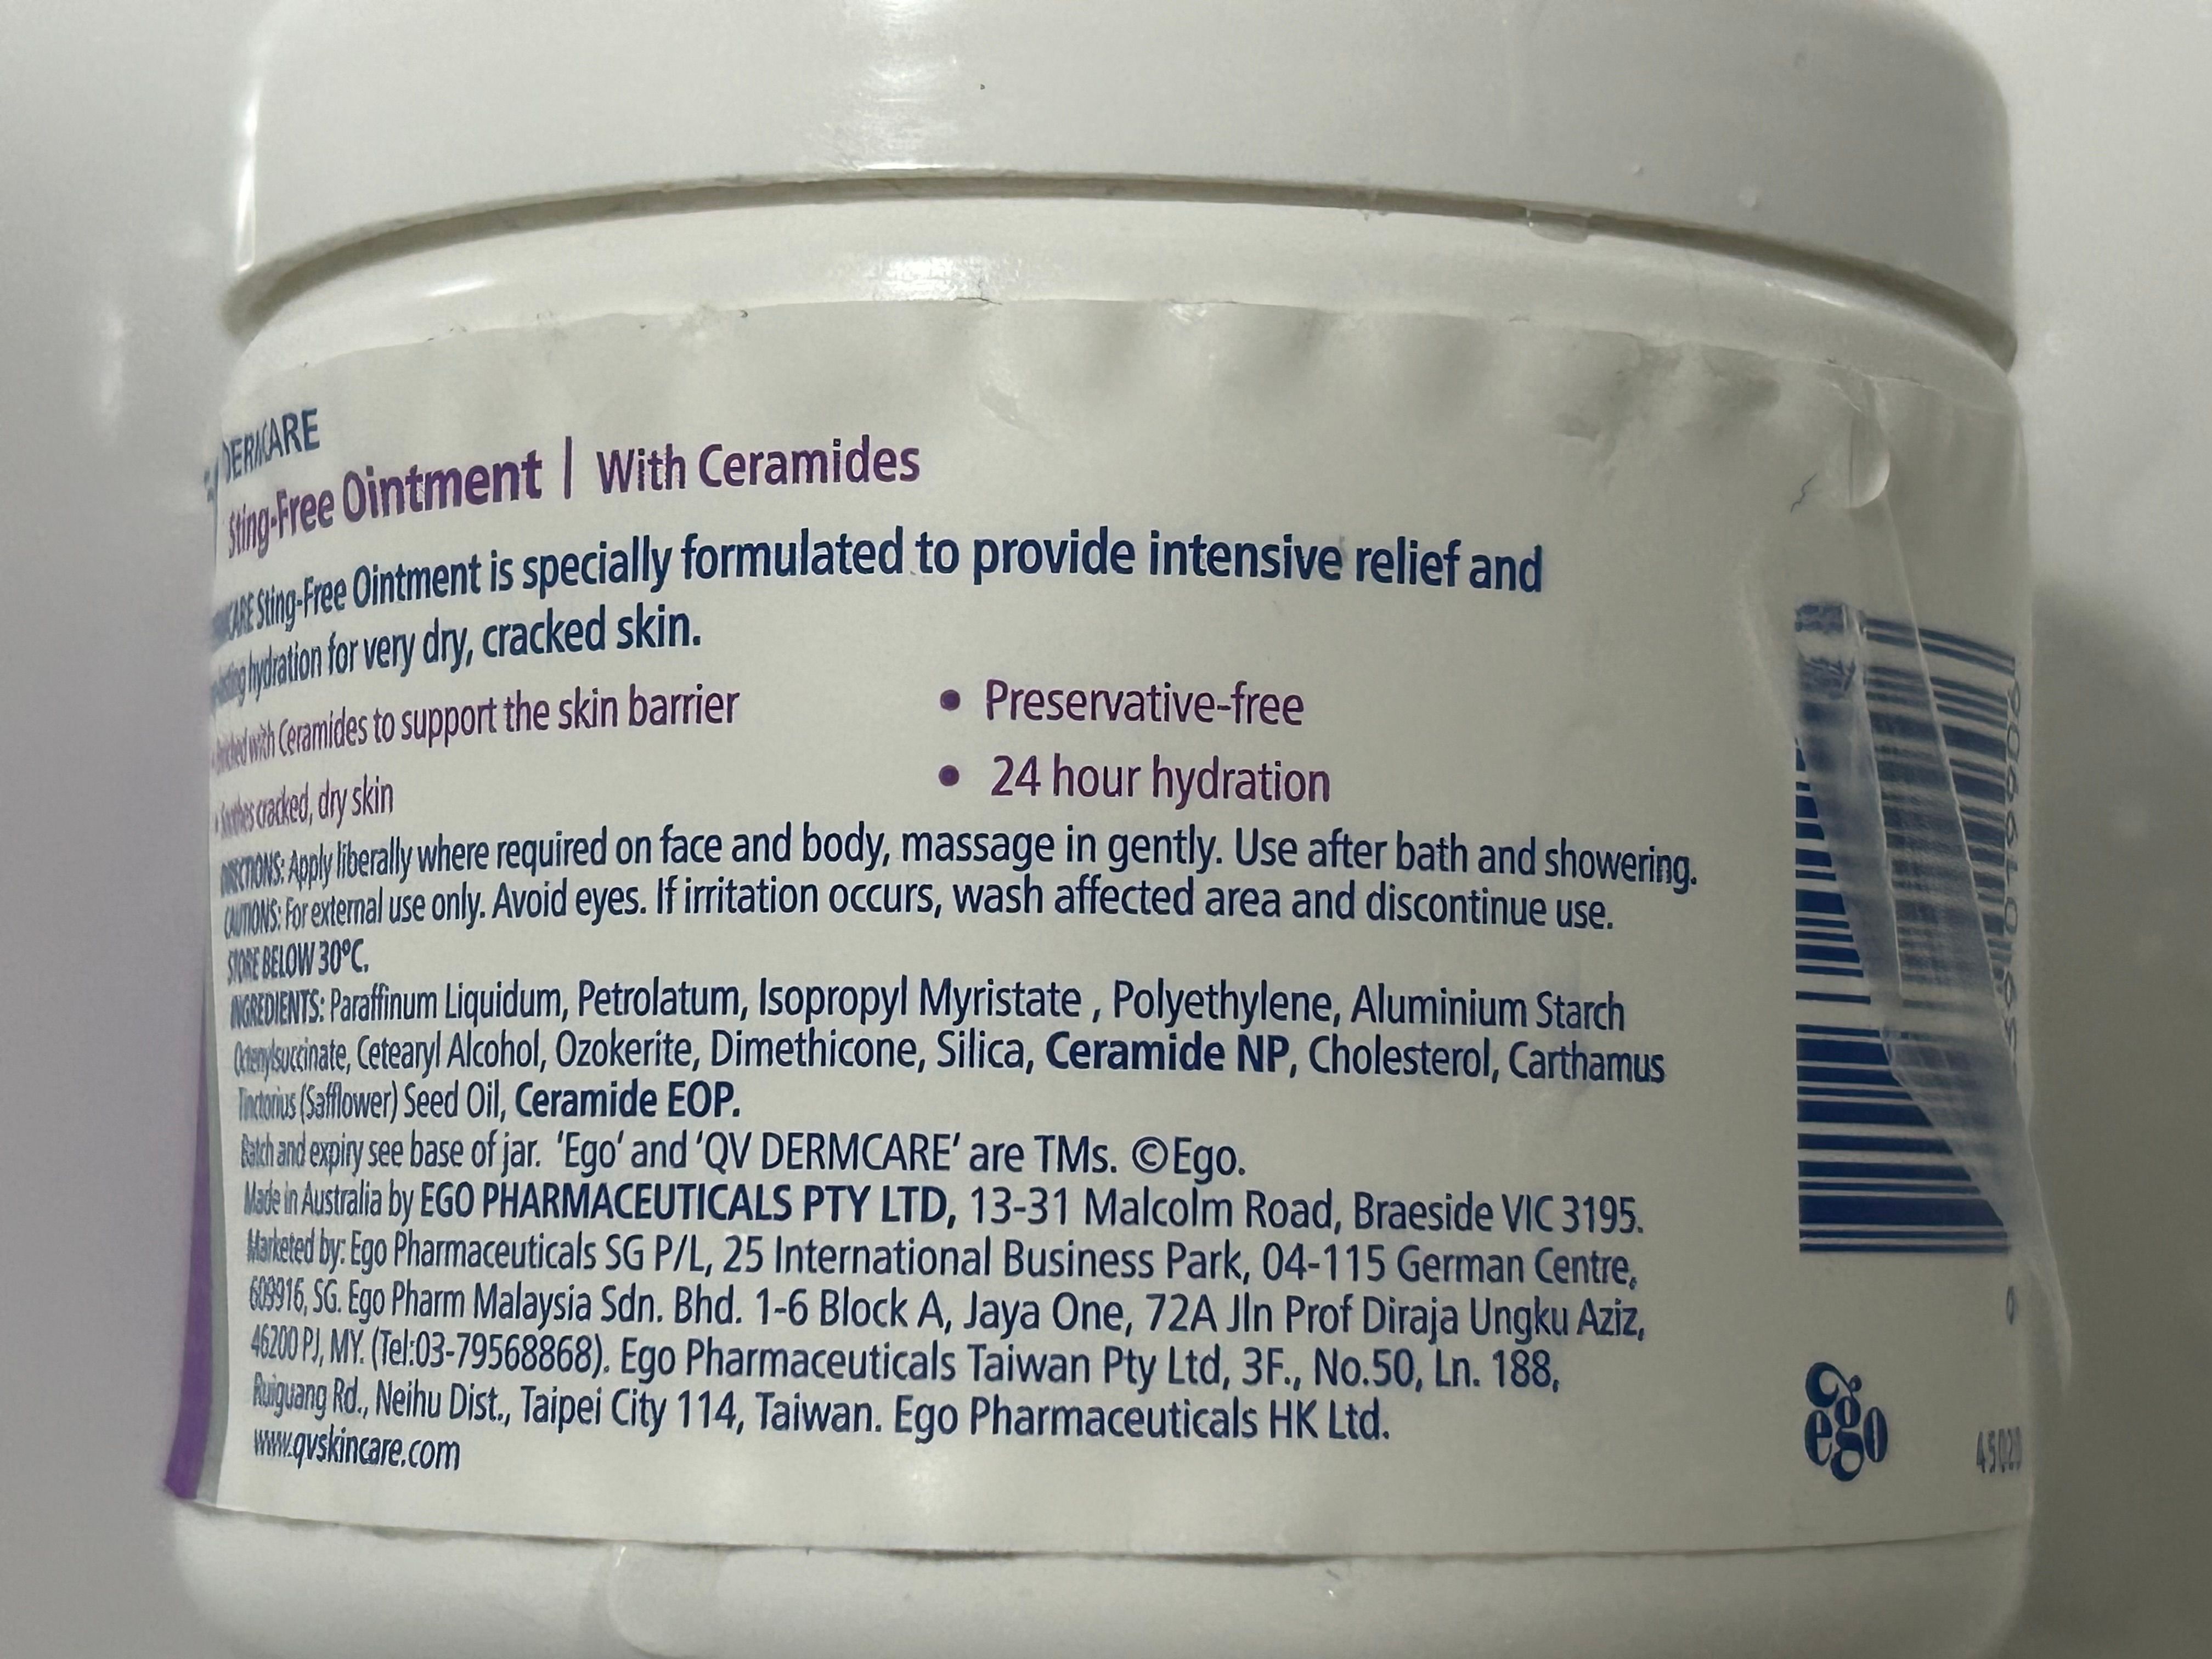 DERMCARE
Sting-Free Ointment | With Ceramides
Sting-Free Ointment is specially formulated to provide intensive relief and
hydration for very dry, cracked skin.
with Ceramides to support the skin barrier
• Soothes cracked, dry skin
• Preservative-free
• 24 hour hydration
DIRECTIONS: Apply liberally where required on face and body, massage in gently. Use after bath and showering.
CAUTIONS: For external use only. Avoid eyes. If irritation occurs, wash affected area and discontinue use.
STORE BELOW 30°C.
INGREDIENTS: Paraffinum Liquidum, Petrolatum, Isopropyl Myristate , Polyethylene, Aluminium Starch
Octenylsuccinate, Cetearyl Alcohol, Ozokerite, Dimethicone, Silica, Ceramide NP, Cholesterol, Carthamus
Tinctorius (Safflower) Seed Oil, Ceramide EOP.
Batch and expiry see base of jar. 'Ego' and 'QV DERMCARE' are TMs. ©Ego.
Made in Australia by EGO PHARMACEUTICALS PTY LTD, 13-31 Malcolm Road, Braeside VIC 3195.
Marketed by: Ego Pharmaceuticals SG P/L, 25 International Business Park, 04-115 German Centre,
609916, SG. Ego Pharm Malaysia Sdn. Bhd. 1-6 Block A, Jaya One, 72A Jln Prof Diraja Ungku Aziz,
46200 PJ, MY. (Tel:03-79568868). Ego Pharmaceuticals Taiwan Pty Ltd, 3F., No.50, Ln. 188,
Ruiguang Rd., Neihu Dist., Taipei City 114, Taiwan. Ego Pharmaceuticals HK Ltd.
www.qvskincare.com
ego